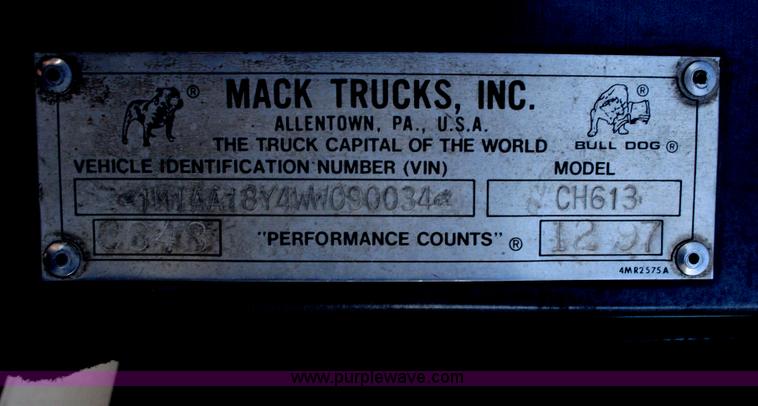 MACK TRUCKS, INC.
ALLENTOWN, PA., U.S.A.
THE TRUCK CAPITAL OF THE WORLD
®
®
BULL DOG ®
VEHICLE IDENTIFICATION NUMBER (VIN)
MODEL
1M1AA18Y4WW090034
CH613
"PERFORMANCE COUNTS" ®
12 97
4MR2575A
www.purplewave.com